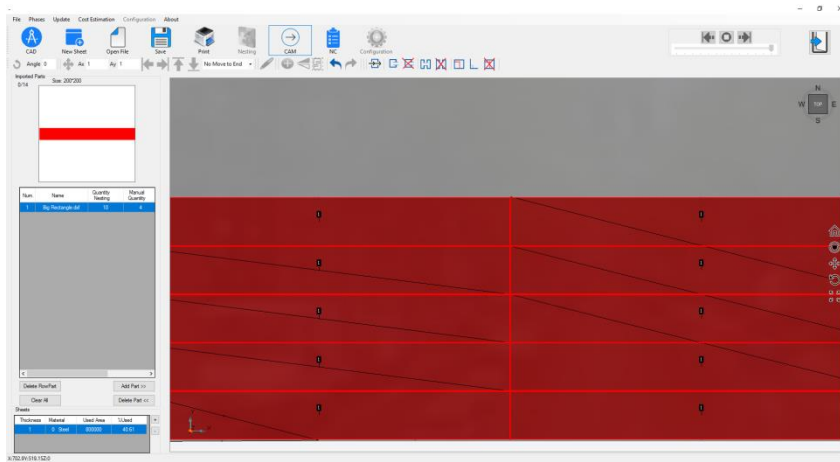 File Phases Update Cost Estimation Configuration About
CAD New Sheet Open File Save Print Nesting CAM NC Configuration
Angle 0 Ax 1 Ay 1 No Move to End
Imported Parts
0/14 Size 200*200
N
W TOP E
S
Num Name Quantity Nesting Manual Quantity
1 Big Rectangle.dxf 10 4
Delete RowPart Add Part >>
Clear All Delete Part <<
Sheets
Thickness Material Used Area %Used
1 0 Steel 800000 40.61